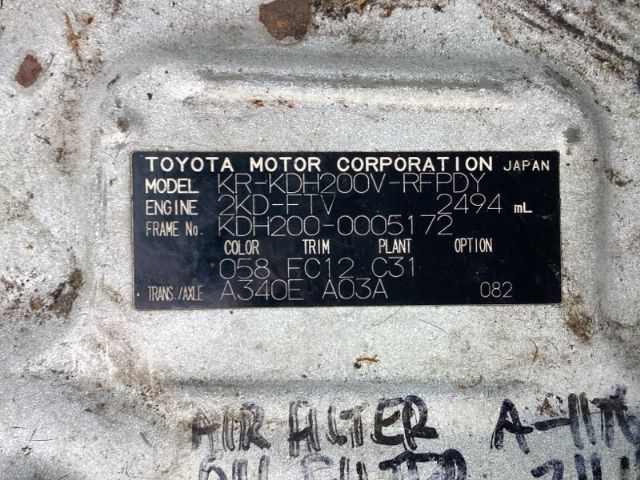 TOYOTA MOTOR CORPORATION JAPAN
MODEL KR-KDH200V-RFPDY
ENGINE 2KD-FTV 2494 mL
FRAME No. KDH200-0005172
COLOR TRIM PLANT OPTION
058 FC12 C31
TRANS./AXLE A340E A03A 082
AIR FILTER